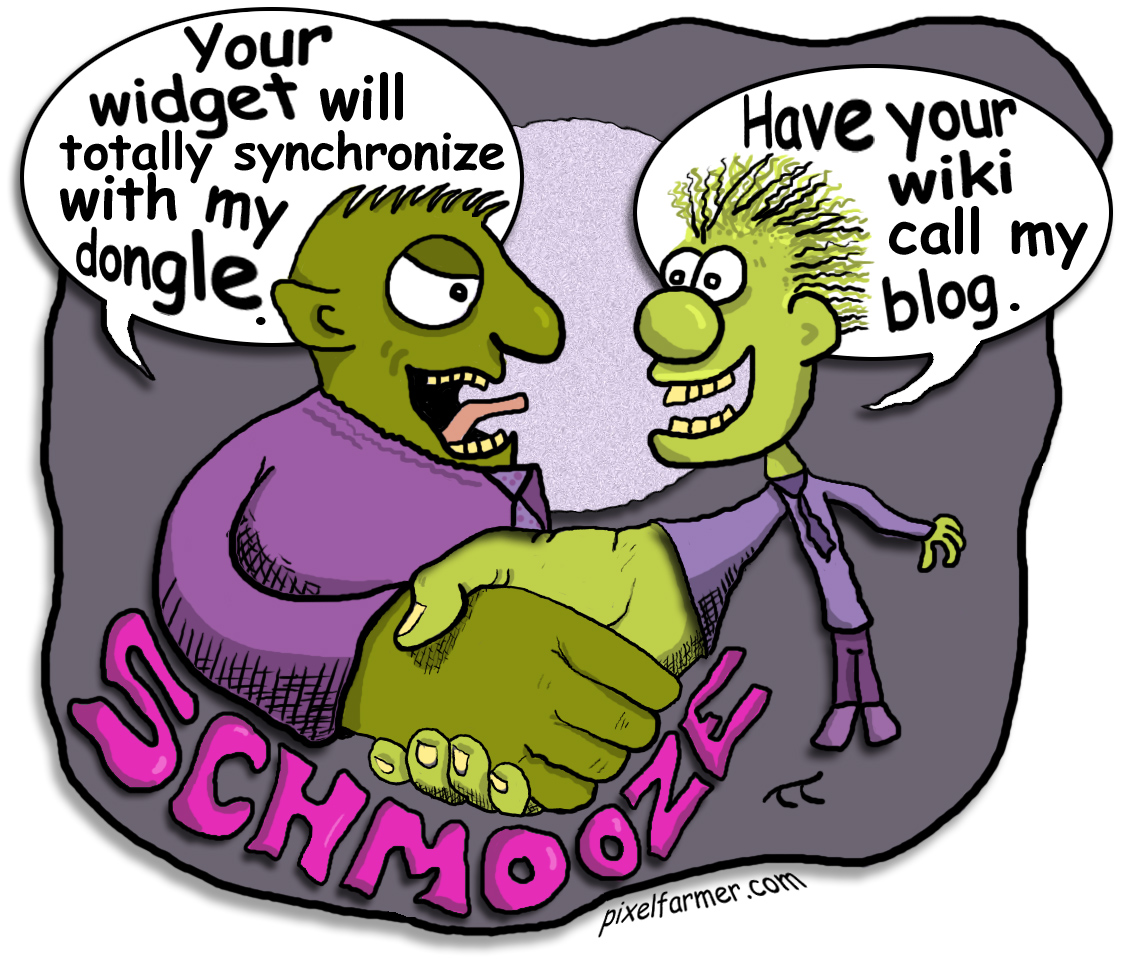 Your
widget will
totally synchronize
with my
dongle.
Have your
wiki
call my
blog.
SCHMOOZE
pixelfarmer.com